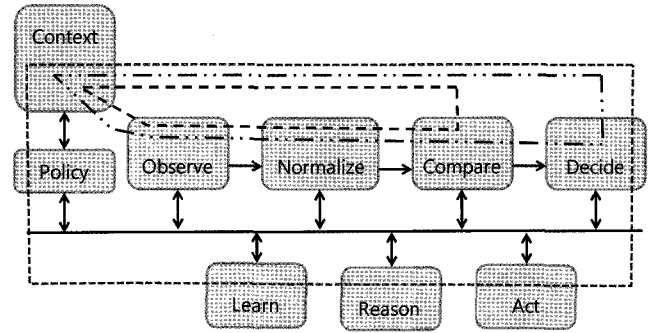 Context
Policy
Observe
Normalize
Compare
Decide
Learn
Reason
Act